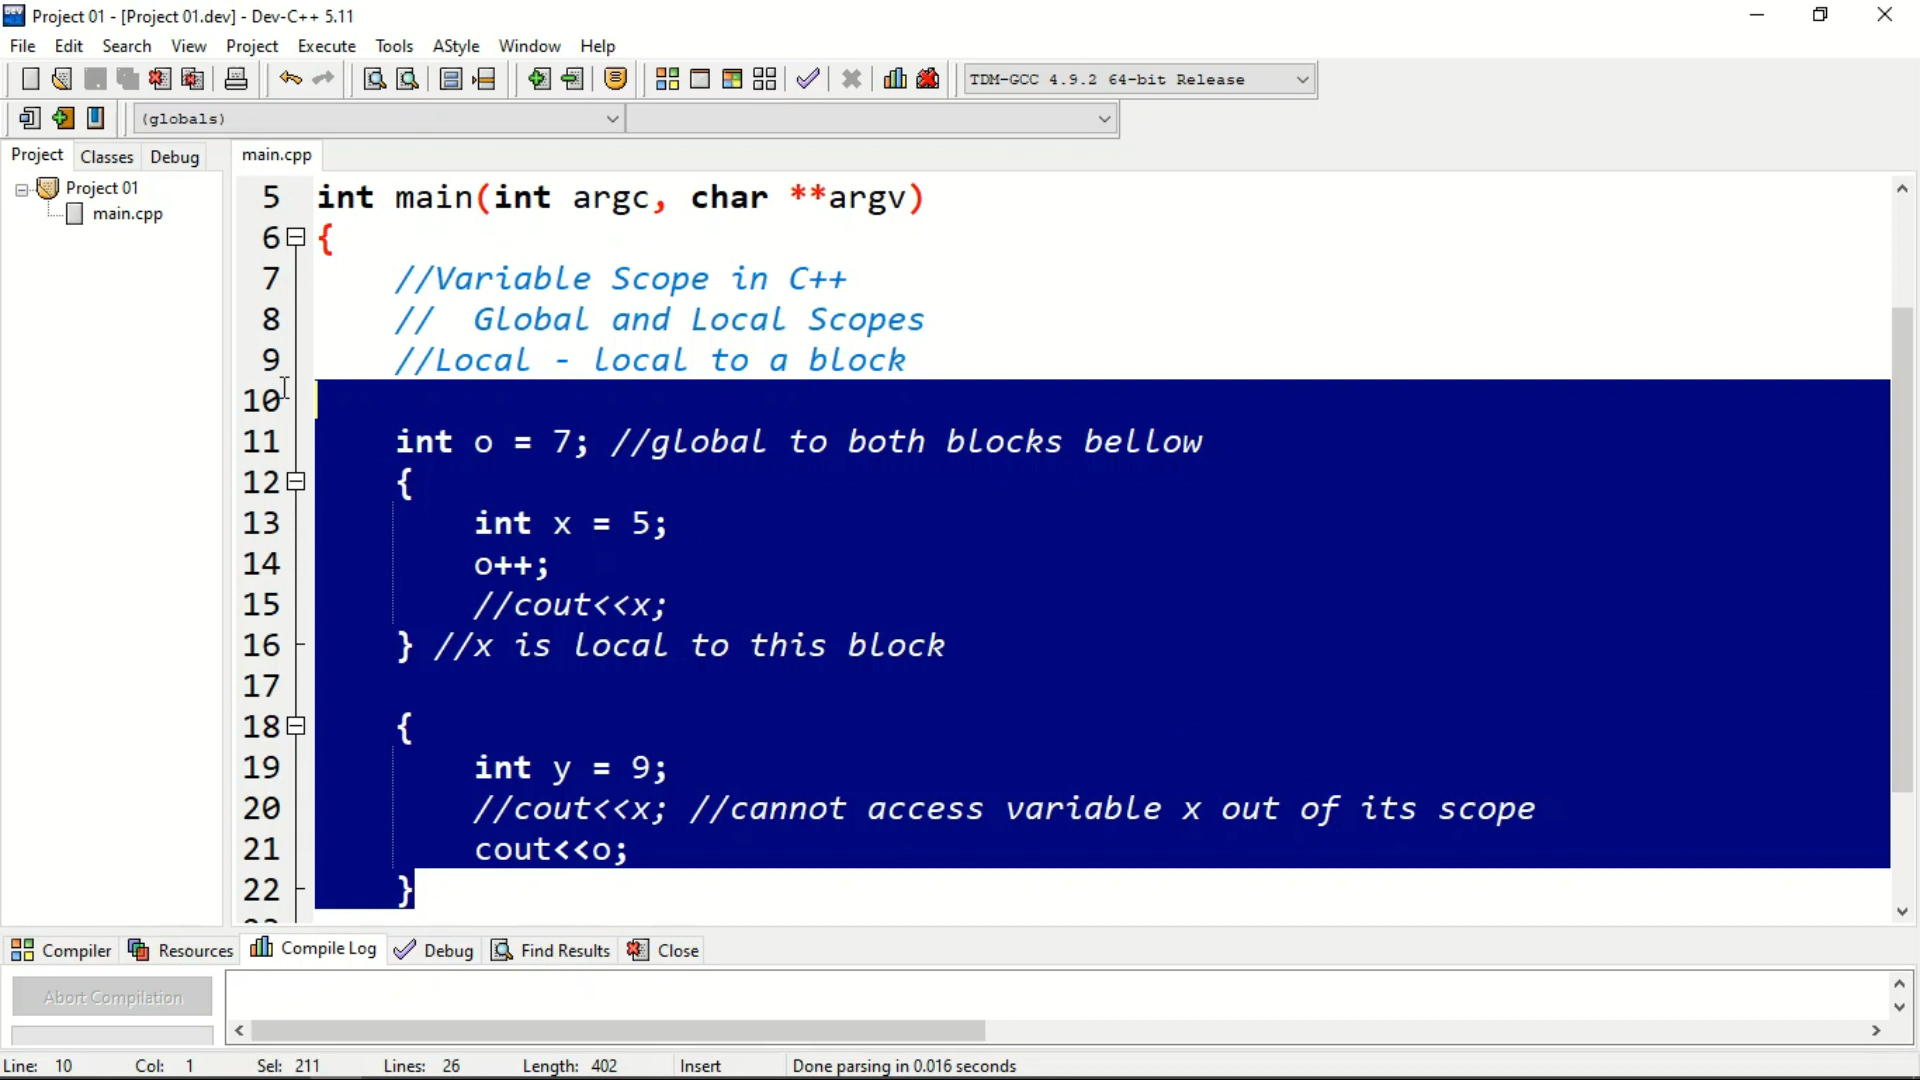 Project 01 - [Project 01.dev] - Dev-C++ 5.11
File Edit Search View Project Execute Tools AStyle Window Help
TDM-GCC 4.9.2 64-bit Release
(globals)
Project Classes Debug
main.cpp
Project 01
main.cpp
5 int main(int argc, char **argv)
6 {
7 //Variable Scope in C++
8 // Global and Local Scopes
9 //Local - local to a block
10
11 int o = 7; //global to both blocks bellow
12 {
13 int x = 5;
14 o++;
15 //cout<<x;
16 } //x is local to this block
17
18 {
19 int y = 9;
20 //cout<<x; //cannot access variable x out of its scope
21 cout<<o;
22 }
Compiler Resources Compile Log Debug Find Results Close
Abort Compilation
Line: 10 Col: 1 Sel: 211 Lines: 26 Length: 402 Insert Done parsing in 0.016 seconds